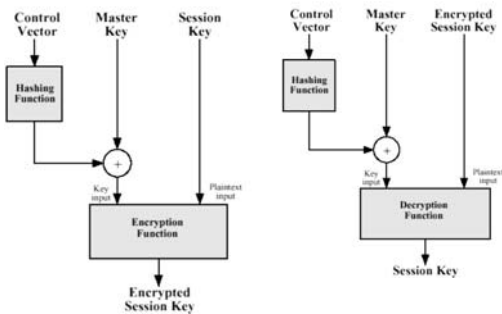 Control
Vector
Master
Key
Session
Key
Hashing
Function
+
Key
input
Plaintext
input
Encryption
Function
Encrypted
Session Key
Control
Vector
Master
Key
Encrypted
Session Key
Hashing
Function
+
Key
input
Plaintext
input
Decryption
Function
Session Key